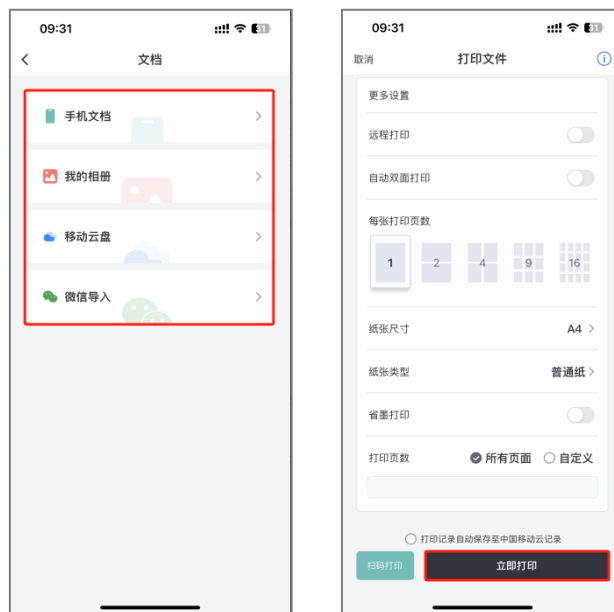 09:31
31
文档
手机文档
我的相册
移动云盘
微信导入
09:31
31
取消
打印文件
更多设置
远程打印
自动双面打印
每张打印页数
1 2 4 9 16
纸张尺寸 A4
纸张类型 普通纸
省墨打印
打印页数 所有页面 自定义
打印记录自动保存至中国移动云记录
扫码打印 立即打印